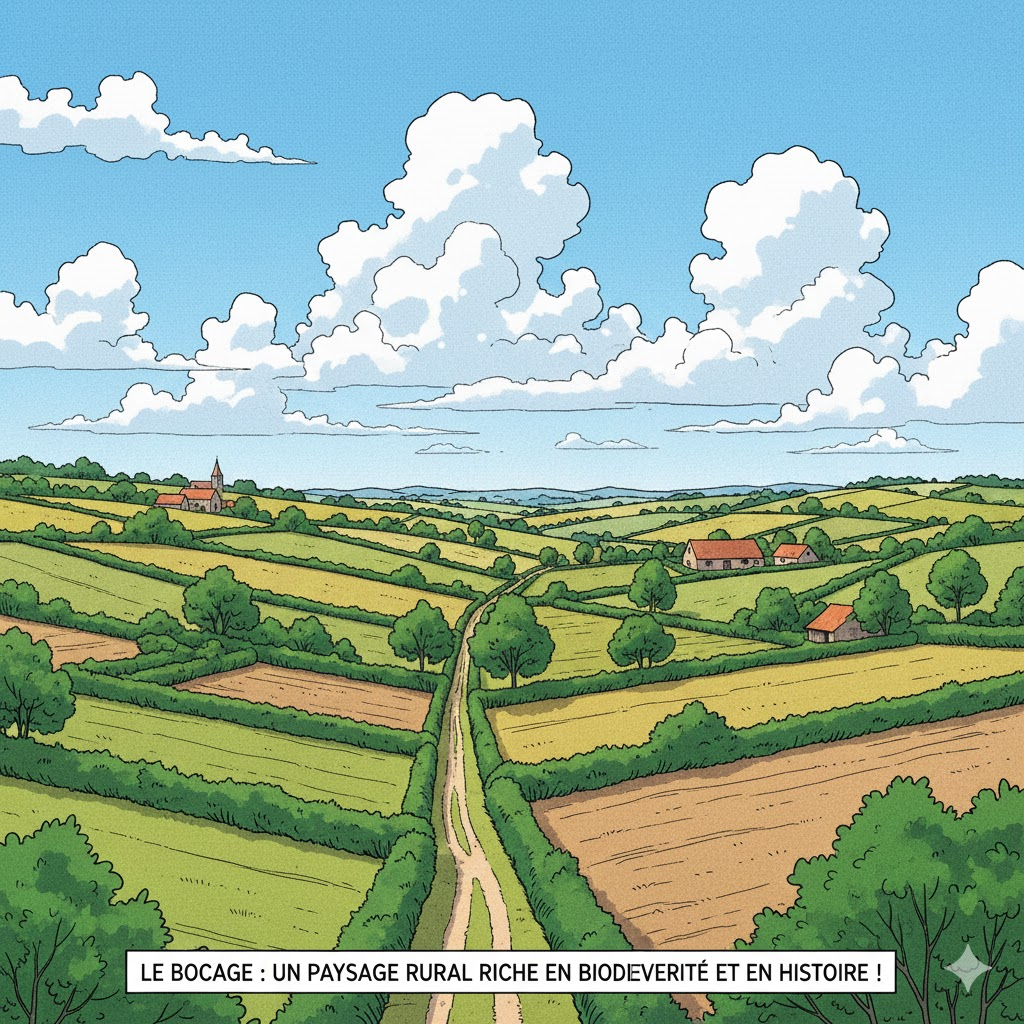 LE BOCAGE : UN PAYSAGE RURAL RICHE EN BIODEVERITÉ ET EN HISTOIRE !